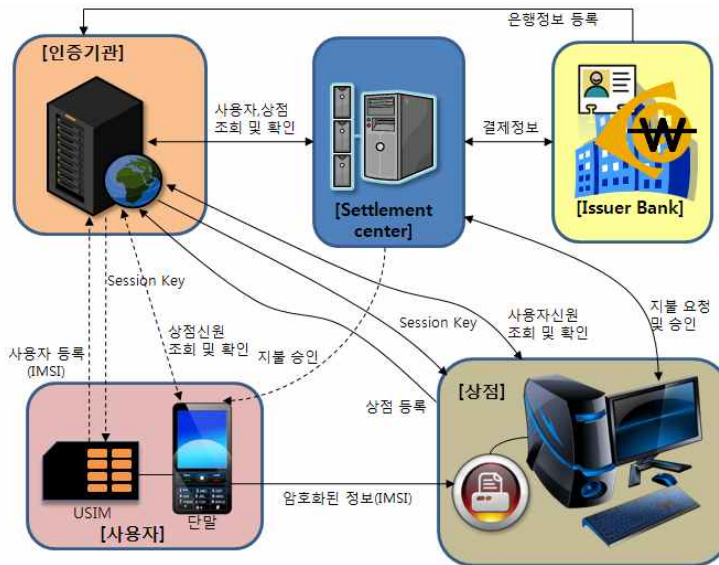 은행정보 등록
[인증기관]
사용자,상점
조회 및 확인
결제정보
[Settlement
center]
[Issuer Bank]
Session Key
상점신원
조회 및 확인
지불 승인
Session Key
사용자신원
조회 및 확인
지불 요청
및 승인
사용자 등록
(IMSI)
상점 등록
[상점]
암호화된 정보(IMSI)
USIM
단말
[사용자]